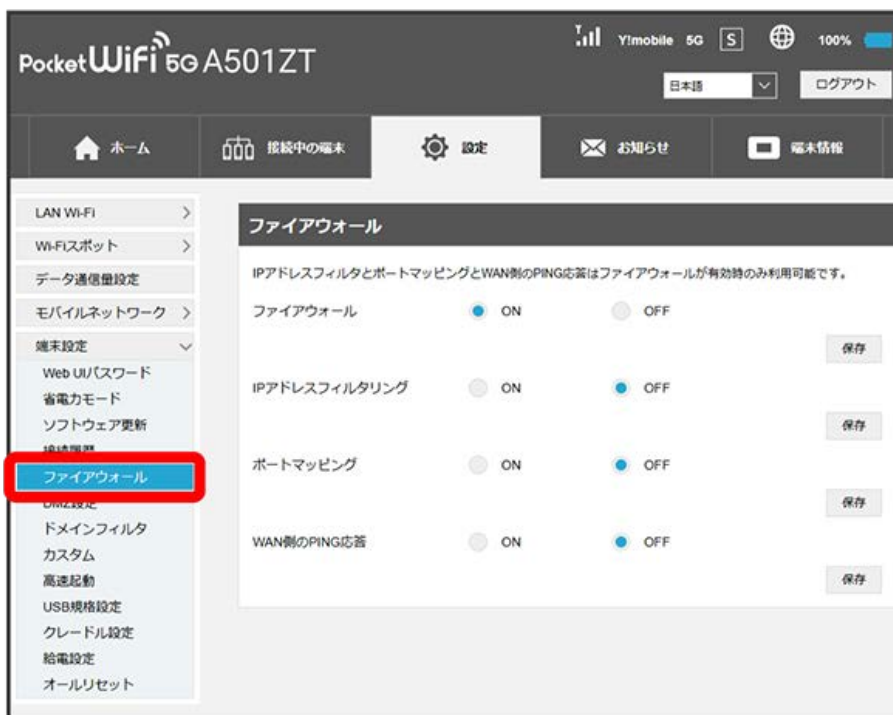 Pocket WiFi 5G A501ZT
Y!mobile 5G S 100%
日本語
ログアウト
ホーム
接続中の端末
設定
お知らせ
端末情報
LAN Wi-Fi
Wi-Fiスポット
データ通信量設定
モバイルネットワーク
端末設定
Web UIパスワード
省電力モード
ソフトウェア更新
接続履歴
ファイアウォール
DMZ設定
ドメインフィルタ
カスタム
高速起動
USB規格設定
クレードル設定
給電設定
オールリセット
ファイアウォール
IPアドレスフィルタとポートマッピングとWAN側のPING応答はファイアウォールが有効時のみ利用可能です。
ファイアウォール ON OFF
保存
IPアドレスフィルタリング ON OFF
保存
ポートマッピング ON OFF
保存
WAN側のPING応答 ON OFF
保存